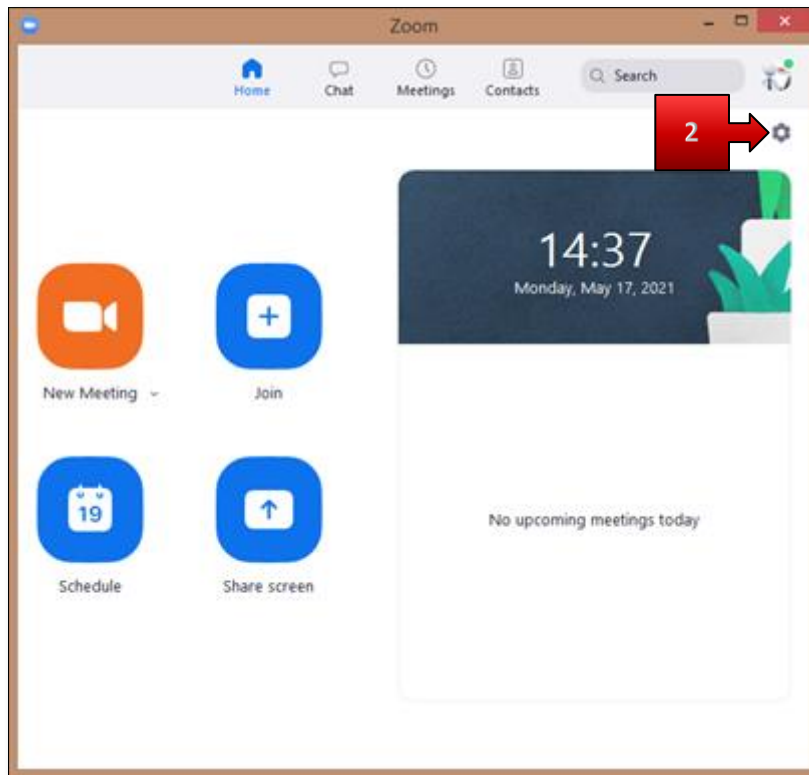 Zoom
Home
Chat
Meetings
Contacts
Search
2
14:37
Monday, May 17, 2021
New Meeting
Join
19
Schedule
Share screen
No upcoming meetings today